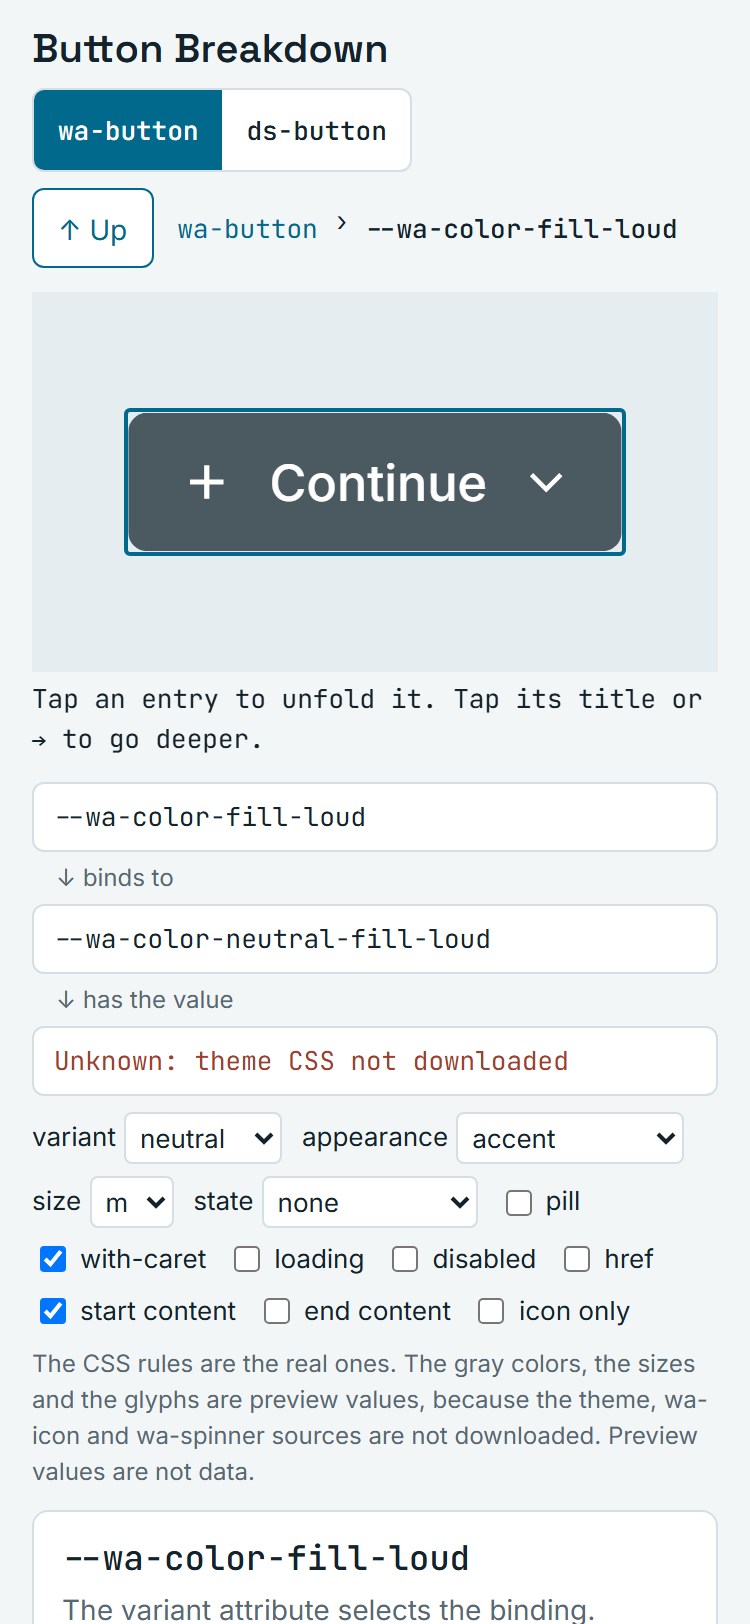 Button Breakdown
wa-button ds-button
↑ Up wa-button › --wa-color-fill-loud
+ Continue
Tap an entry to unfold it. Tap its title or
→ to go deeper.
--wa-color-fill-loud
↓ binds to
--wa-color-neutral-fill-loud
↓ has the value
Unknown: theme CSS not downloaded
variant neutral appearance accent
size m state none pill
with-caret loading disabled href
start content end content icon only
The CSS rules are the real ones. The gray colors, the sizes
and the glyphs are preview values, because the theme, wa-
icon and wa-spinner sources are not downloaded. Preview
values are not data.
--wa-color-fill-loud
The variant attribute selects the binding.